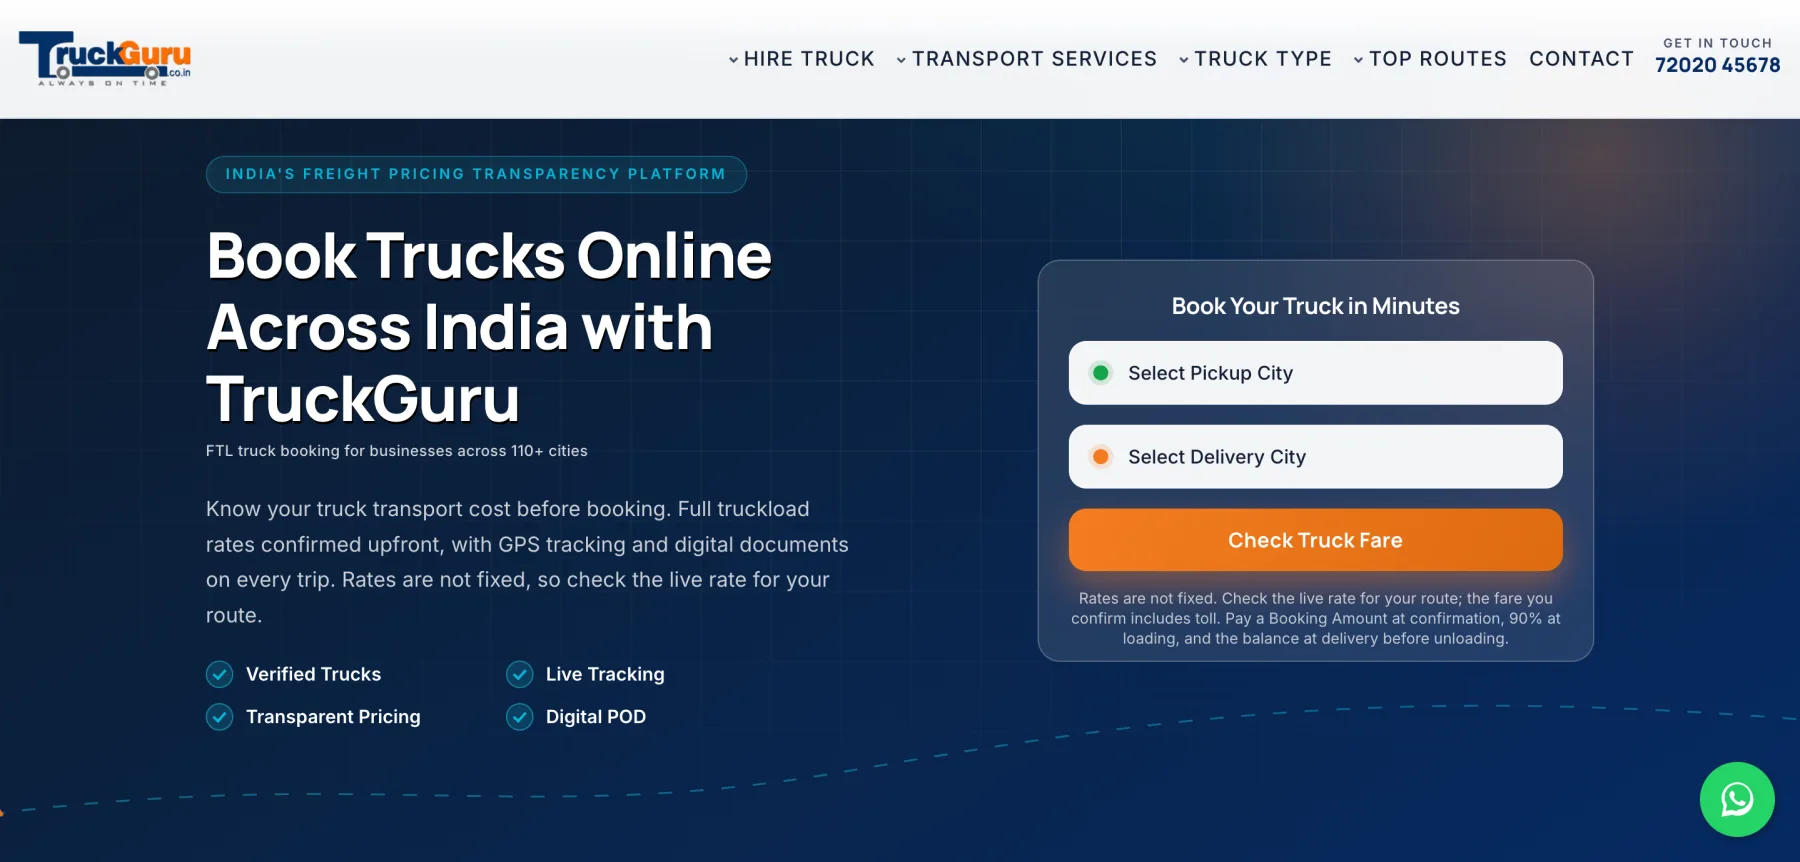 TruckGuru
.co.in
ALWAYS ON TIME
HIRE TRUCK
TRANSPORT SERVICES
TRUCK TYPE
TOP ROUTES
CONTACT
GET IN TOUCH
72020 45678
INDIA'S FREIGHT PRICING TRANSPARENCY PLATFORM
Book Trucks Online
Across India with
TruckGuru
FTL truck booking for businesses across 110+ cities
Know your truck transport cost before booking. Full truckload
rates confirmed upfront, with GPS tracking and digital documents
on every trip. Rates are not fixed, so check the live rate for your
route.
Verified Trucks
Live Tracking
Transparent Pricing
Digital POD
Book Your Truck in Minutes
Select Pickup City
Select Delivery City
Check Truck Fare
Rates are not fixed. Check the live rate for your route; the fare you
confirm includes toll. Pay a Booking Amount at confirmation, 90% at
loading, and the balance at delivery before unloading.